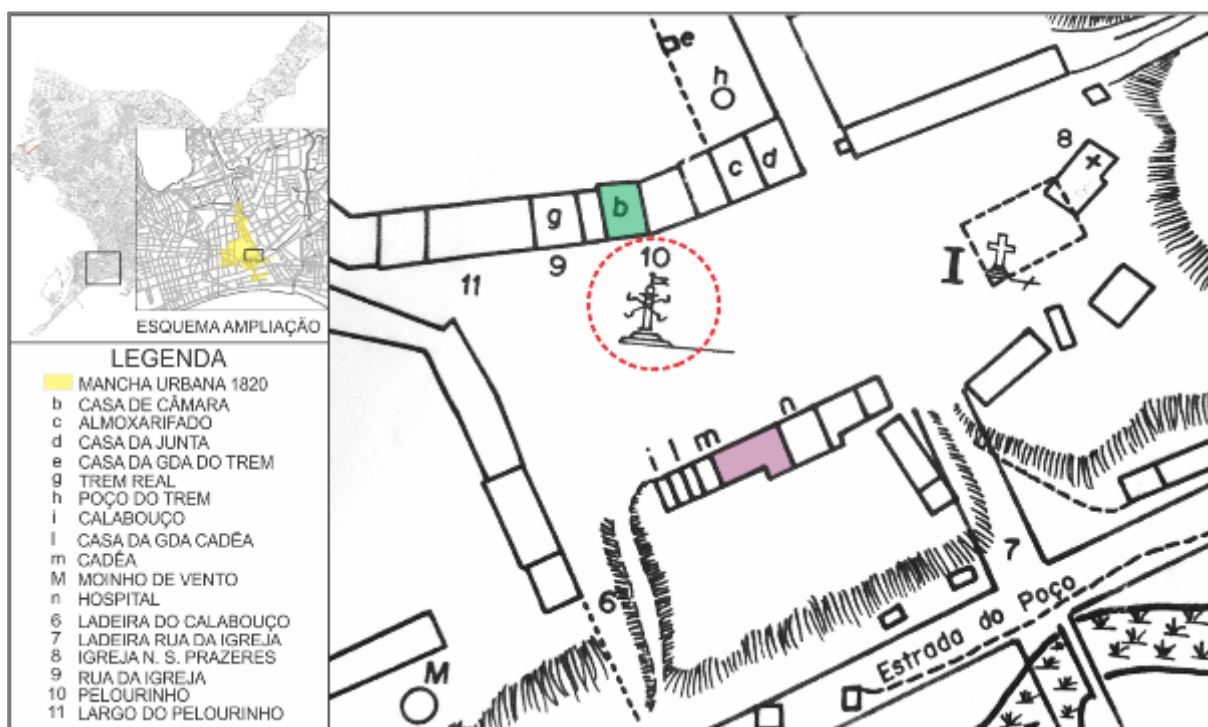 ESQUEMA AMPLIAÇÃO
LEGENDA
MANCHA URBANA 1820
b CASA DE CÂMARA
c ALMOXARIFADO
d CASA DA JUNTA
e CASA DA GDA DO TREM
g TREM REAL
h POÇO DO TREM
i CALABOUÇO
l CASA DA GDA CADÊA
m CADÊA
M MOINHO DE VENTO
n HOSPITAL
6 LADEIRA DO CALABOUÇO
7 LADEIRA RUA DA IGREJA
8 IGREJA N. S. PRAZERES
9 RUA DA IGREJA
10 PELOURINHO
11 LARGO DO PELOURINHO
e
h
8
c
d
b
g
10
9
11
I
n
m
l
i
7
6
Estrada do Poço
M